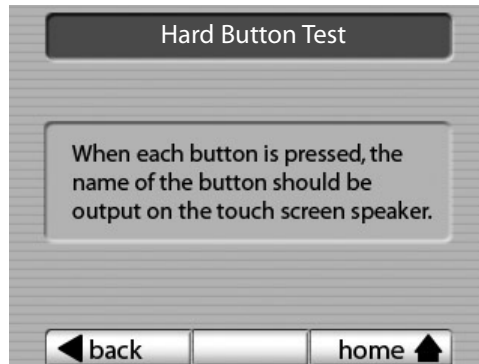 Hard Button Test
When each button is pressed, the
name of the button should be
output on the touch screen speaker.
back
home